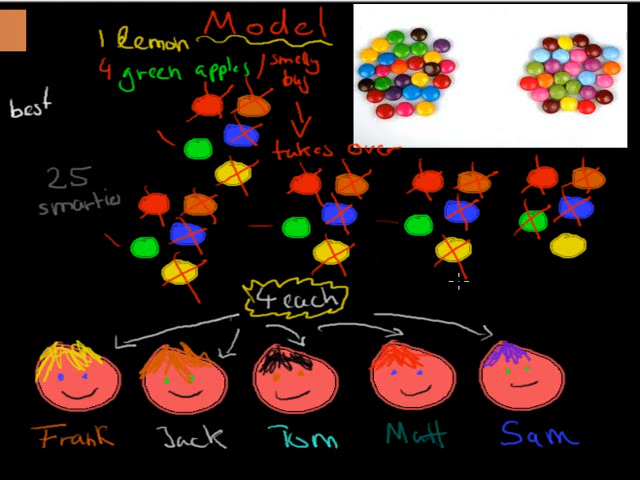 Model
1 lemon
4 green apples / smelly
bug
best
takes over
25
smartie
4 each
Frank Jack Tom Matt Sam